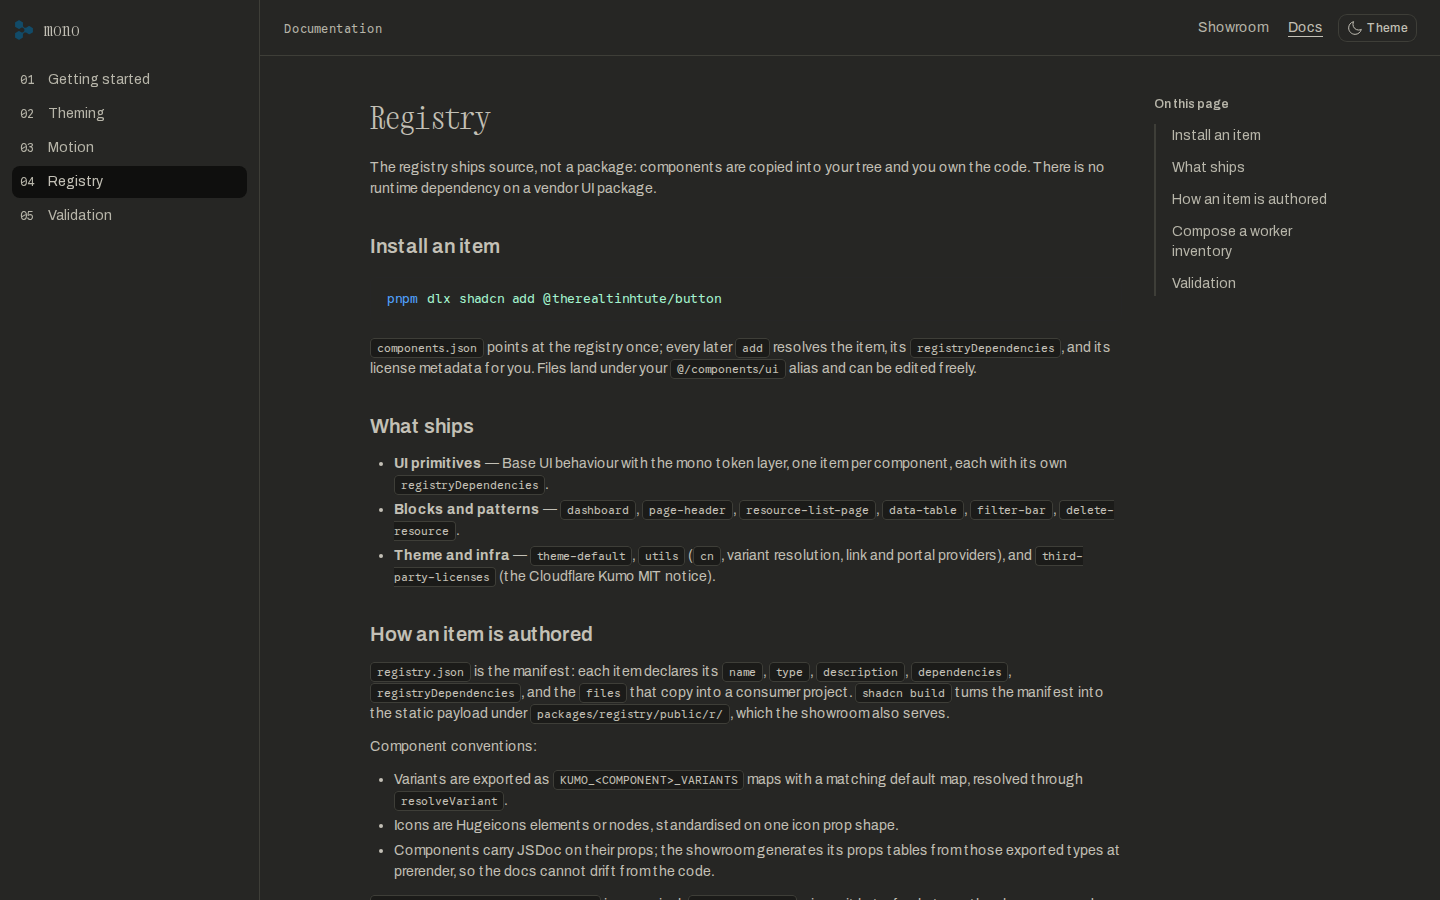 mono
01 Getting started
02 Theming
03 Motion
04 Registry
05 Validation
Documentation
Showroom Docs Theme
Registry
The registry ships source, not a package: components are copied into your tree and you own the code. There is no
runtime dependency on a vendor UI package.
Install an item
pnpm dlx shadcn add @therealtinhtute/button
components.json points at the registry once; every later add resolves the item, its registryDependencies, and its
license metadata for you. Files land under your @/components/ui alias and can be edited freely.
What ships
• UI primitives — Base UI behaviour with the mono token layer, one item per component, each with its own
registryDependencies.
• Blocks and patterns — dashboard, page-header, resource-list-page, data-table, filter-bar, delete-
resource.
• Theme and infra — theme-default, utils (cn, variant resolution, link and portal providers), and third-
party-licenses (the Cloudflare Kumo MIT notice).
How an item is authored
registry.json is the manifest: each item declares its name, type, description, dependencies,
registryDependencies, and the files that copy into a consumer project. shadcn build turns the manifest into
the static payload under packages/registry/public/r/, which the showroom also serves.
Component conventions:
• Variants are exported as KUMO_<COMPONENT>_VARIANTS maps with a matching default map, resolved through
resolveVariant.
• Icons are Hugeicons elements or nodes, standardised on one icon prop shape.
• Components carry JSDoc on their props; the showroom generates its props tables from those exported types at
prerender, so the docs cannot drift from the code.
On this page
Install an item
What ships
How an item is authored
Compose a worker
inventory
Validation